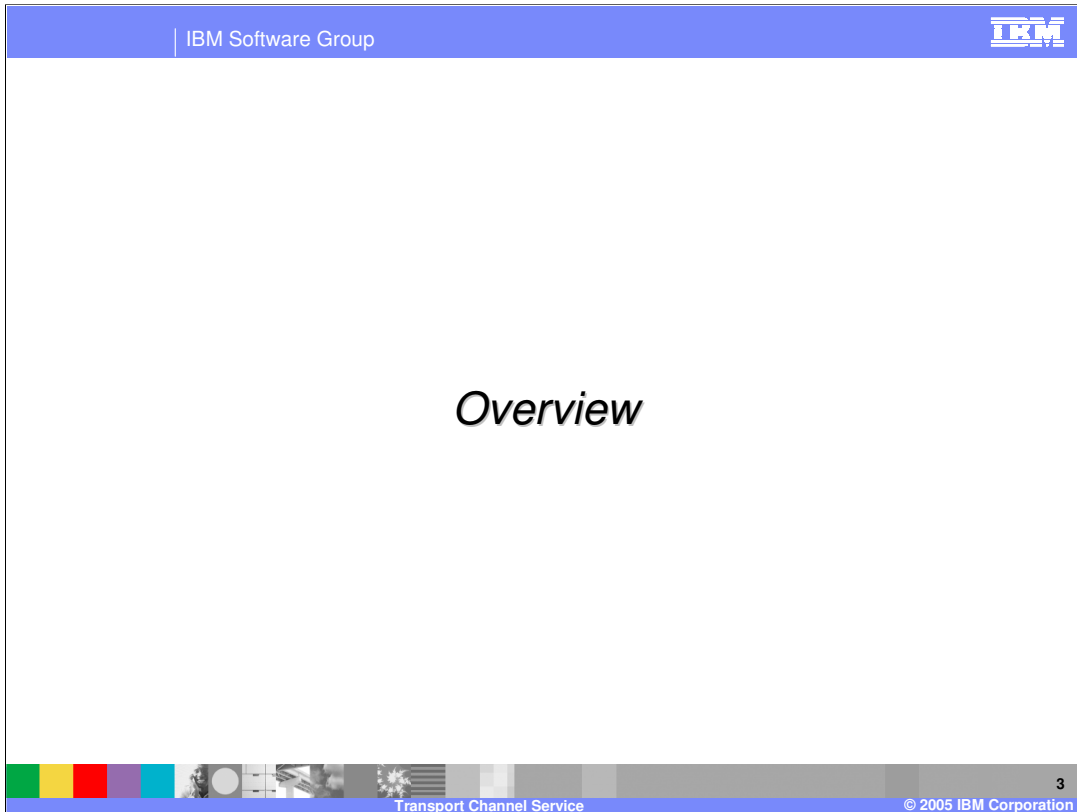 IBM Software Group
IBM
Overview
3
Transport Channel Service
© 2005 IBM Corporation